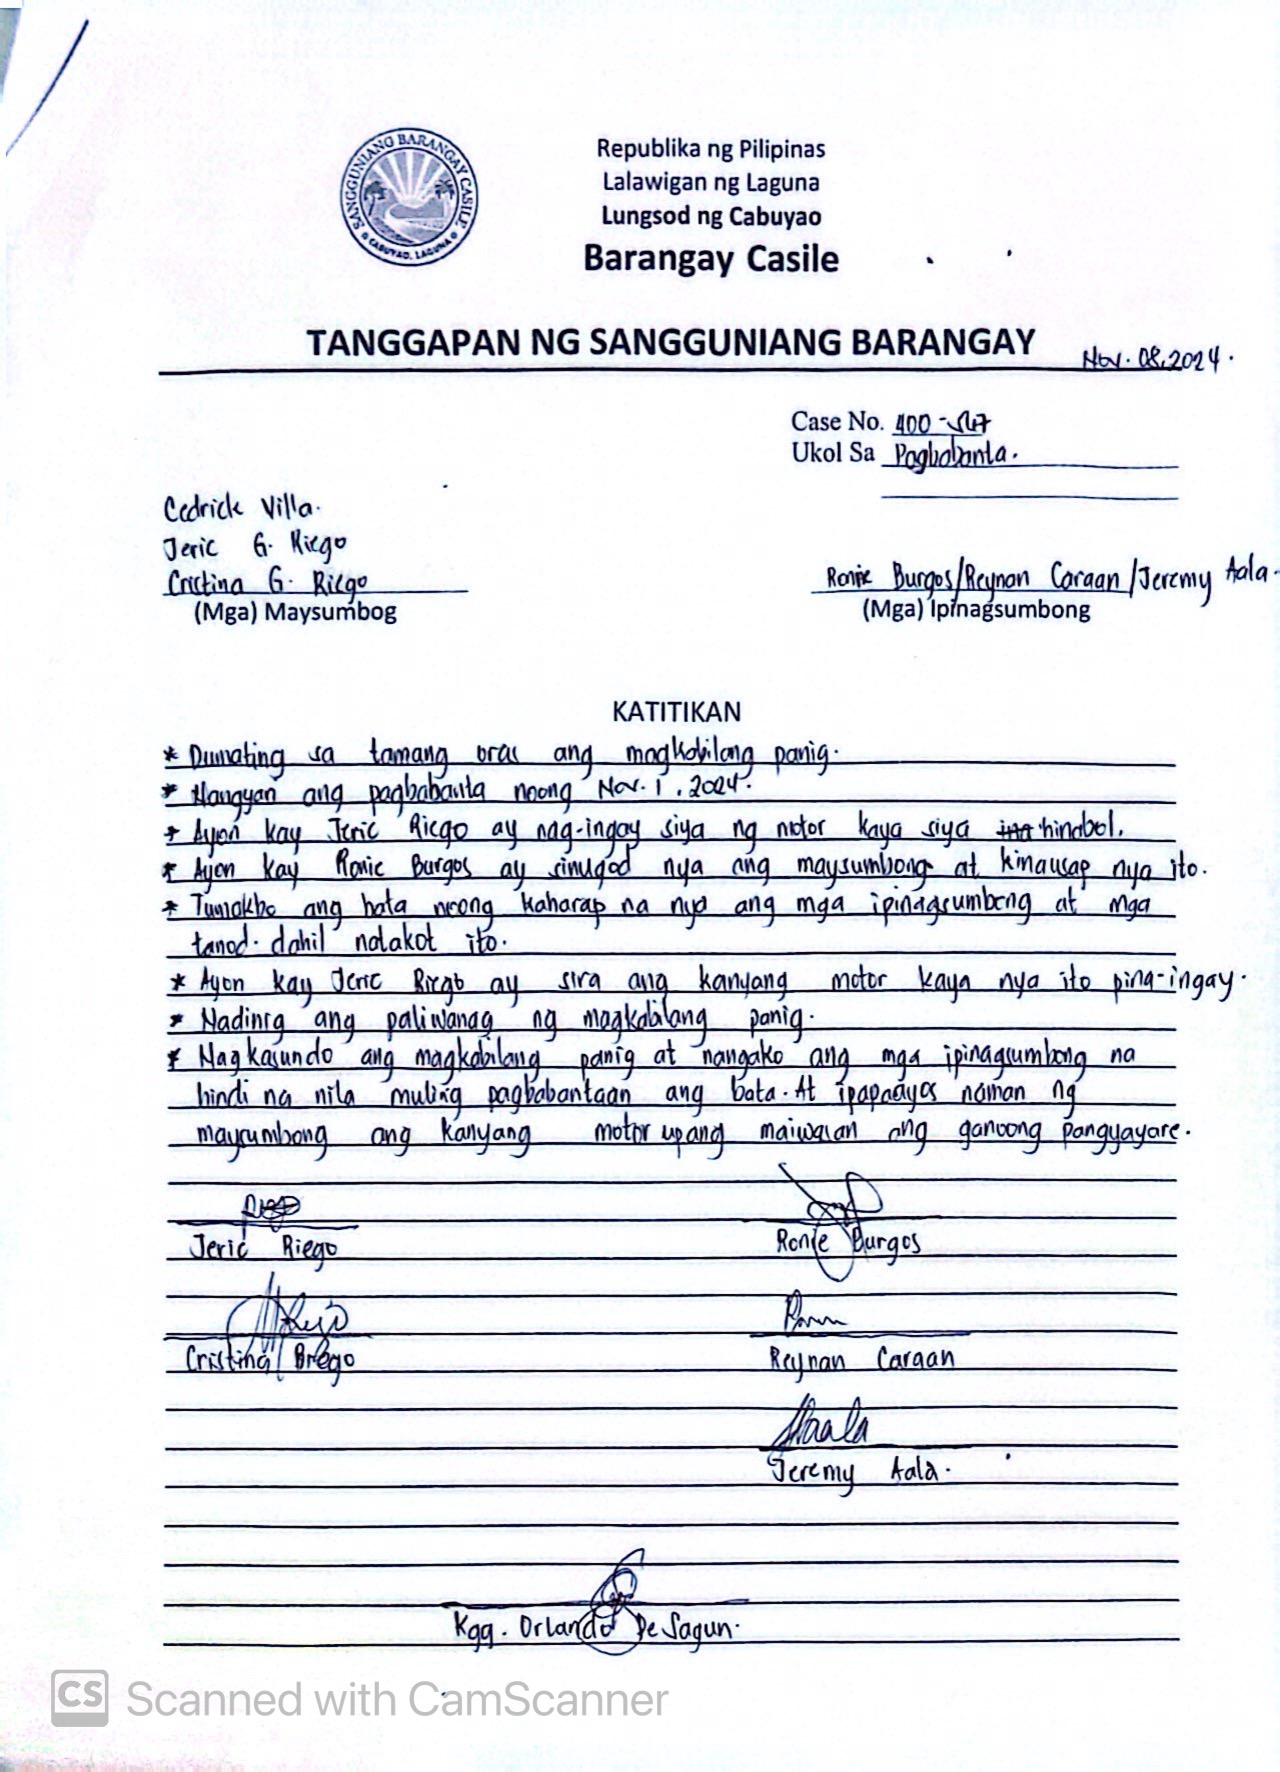 SANGGUNIANG BARANGAY CASILE
CABUYAO, LAGUNA
Republika ng Pilipinas
Lalawigan ng Laguna
Lungsod ng Cabuyao
Barangay Casile
TANGGAPAN NG SANGGUNIANG BARANGAY
Nov. 08, 2024.
Case No. 400
Ukol Sa Pagbabanta.
Cedrick Villa.
Jeric G. Riego
Cristina G. Riego
(Mga) Maysumbog
Ronie Burgos/Reynan Caraan/Jeremy Aala.
(Mga) Ipinagsumbong
KATITIKAN
* Dumating sa tamang oras ang magkabilang panig.
* Nangyari ang pagbabanta noong Nov. 1, 2024.
* Ayon kay Jeric Riego ay nag-ingay siya ng motor kaya siya hinabol.
* Ayon kay Ronie Burgos ay sinugod nya ang maysumbong at kinausap nya ito.
* Tumakbo ang bata noong kaharap na nya ang mga ipinagsumbong at mga
tanod. dahil natakot ito.
* Ayon kay Jeric Riego ay sira ang kanyang motor kaya nya ito pina-ingay.
* Nadinig ang paliwanag ng magkabilang panig.
* Nagkasundo ang magkabilang panig at nangako ang mga ipinagsumbong na
hindi na nila muling pagbabantaan ang bata. At ipapaayos naman ng
maysumbong ang kanyang motor upang maiwasan ang ganoong pangyayare.
Jeric Riego
Ronie Burgos
Cristina Brego
Reynan Caraan
Jeremy Aala.
Kgg. Orlando De Sagun.
CS Scanned with CamScanner